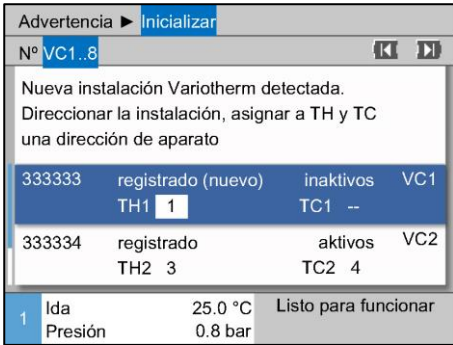 Advertencia ► Inicializar
Nº VC1..8
Nueva instalación Variotherm detectada.
Direccionar la instalación, asignar a TH y TC
una dirección de aparato
333333 registrado (nuevo) inaktivos VC1
TH1 1 TC1 --
333334 registrado aktivos VC2
TH2 3 TC2 4
1 Ida 25.0 °C Listo para funcionar
Presión 0.8 bar